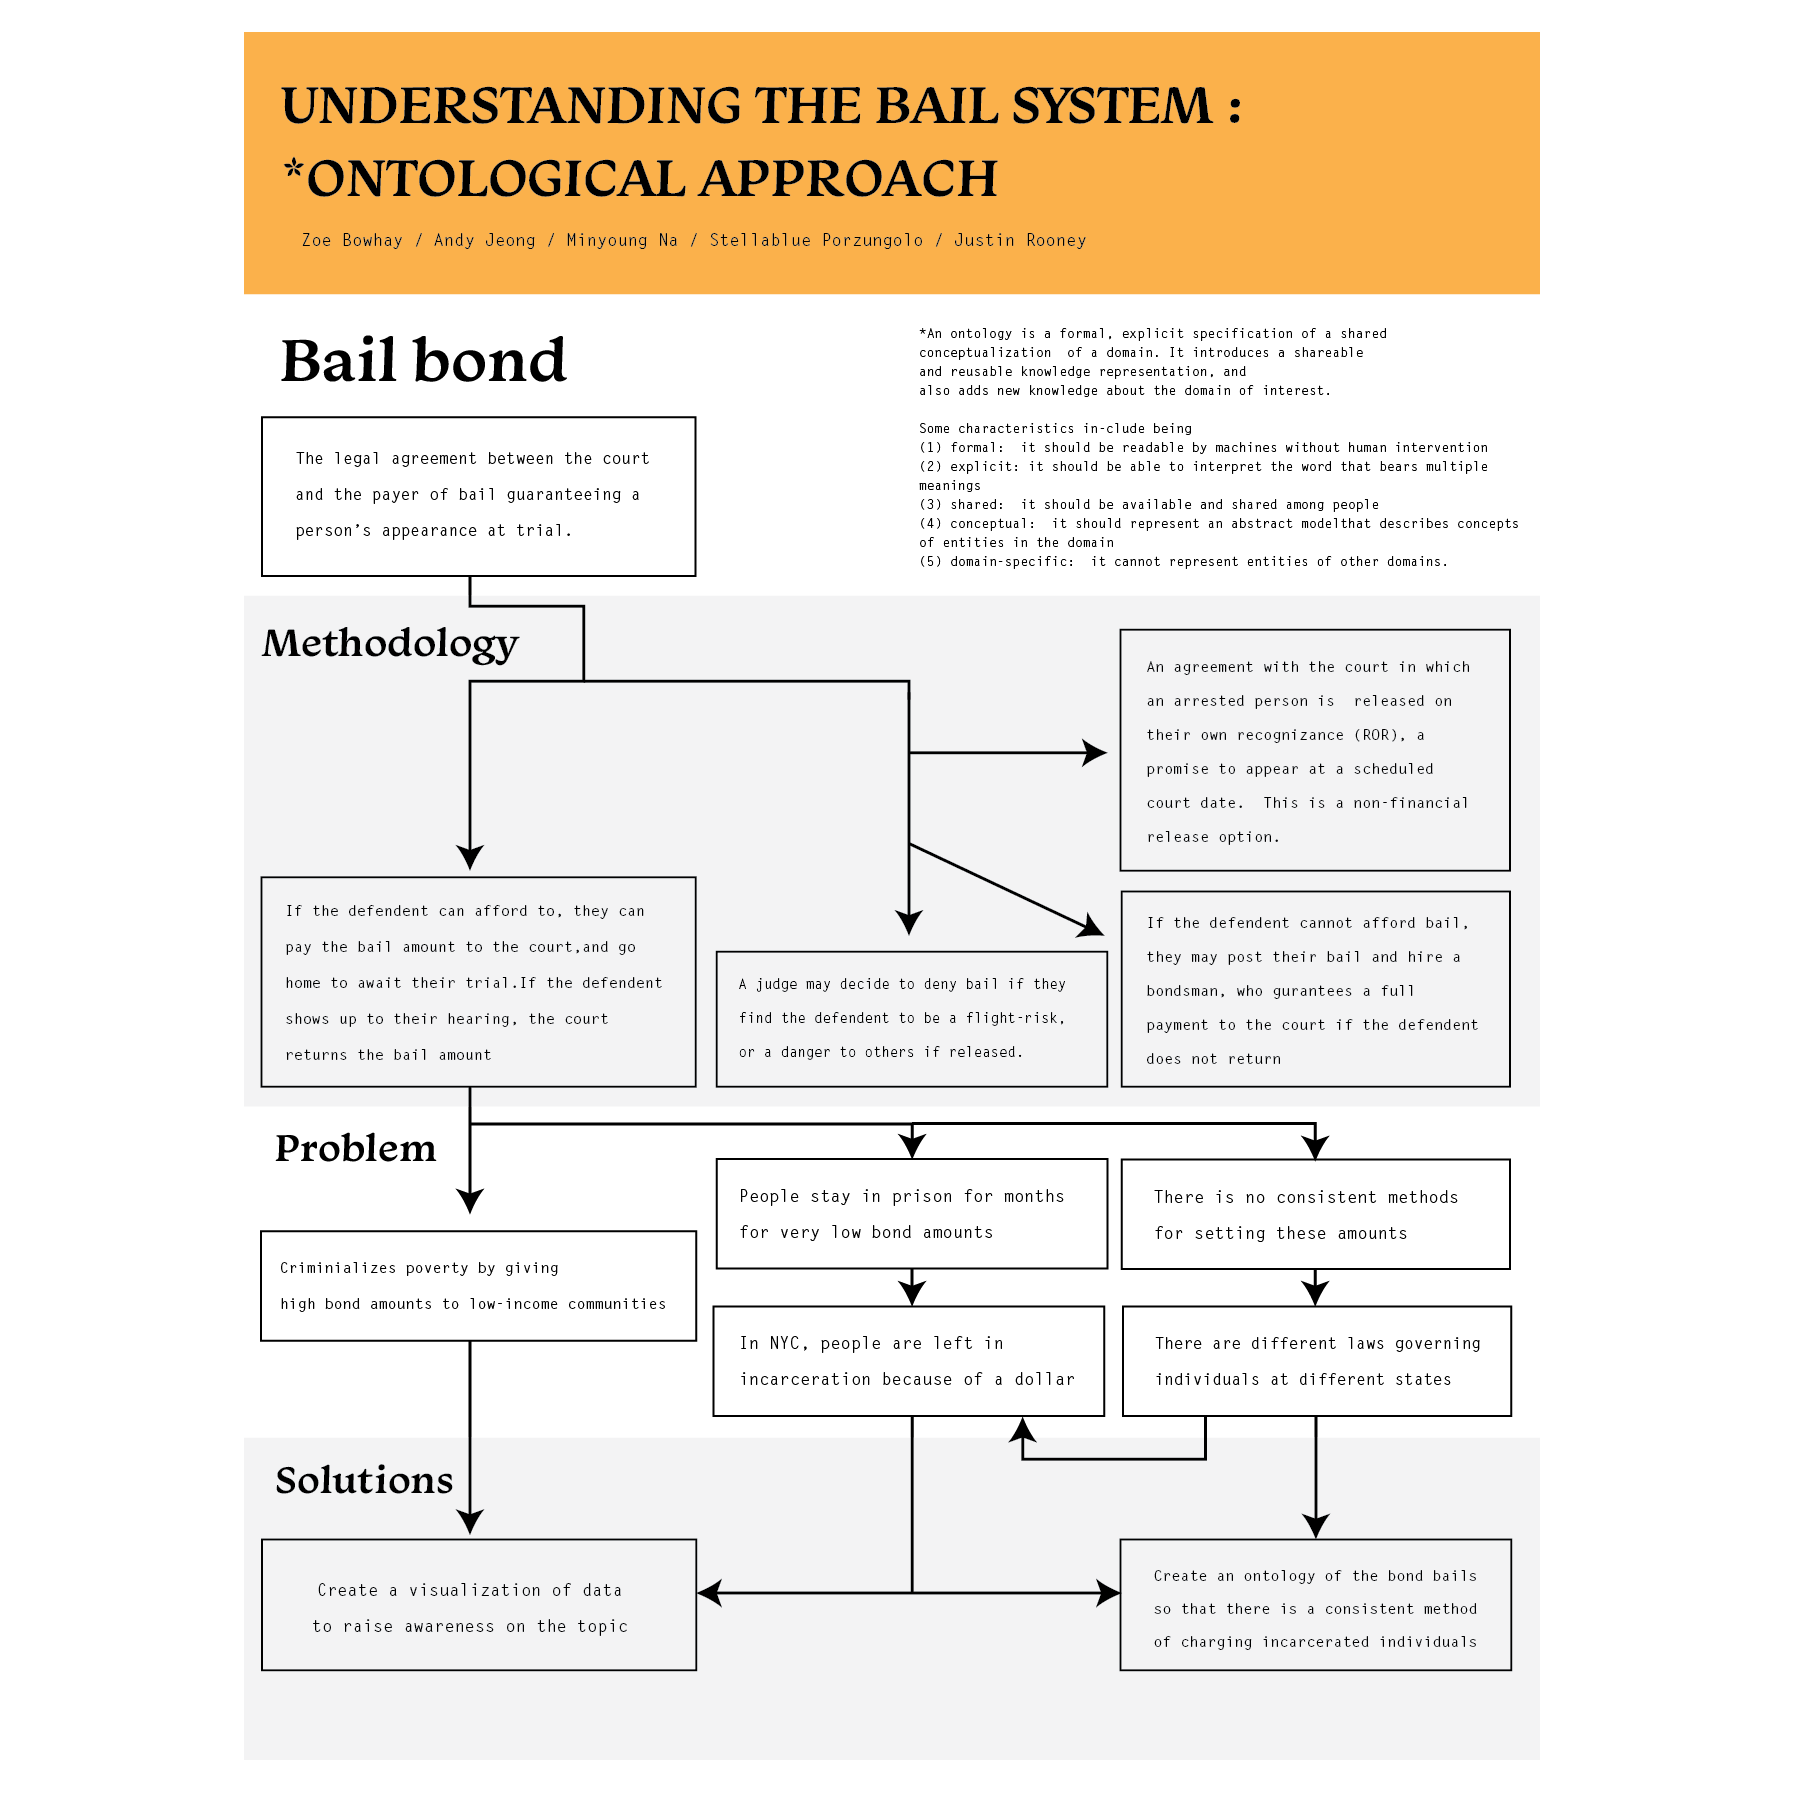 UNDERSTANDING THE BAIL SYSTEM :
*ONTOLOGICAL APPROACH
Zoe Bowhay / Andy Jeong / Minyoung Na / Stellablue Porzungolo / Justin Rooney
Bail bond
The legal agreement between the court
and the payer of bail guaranteeing a
person's appearance at trial.
*An ontology is a formal, explicit specification of a shared
conceptualization of a domain. It introduces a shareable
and reusable knowledge representation, and
also adds new knowledge about the domain of interest.
Some characteristics in-clude being
(1) formal: it should be readable by machines without human intervention
(2) explicit: it should be able to interpret the word that bears multiple
meanings
(3) shared: it should be available and shared among people
(4) conceptual: it should represent an abstract modelthat describes concepts
of entities in the domain
(5) domain-specific: it cannot represent entities of other domains.
Methodology
An agreement with the court in which
an arrested person is released on
their own recognizance (ROR), a
promise to appear at a scheduled
court date. This is a non-financial
release option.
If the defendent can afford to, they can
pay the bail amount to the court,and go
home to await their trial.If the defendent
shows up to their hearing, the court
returns the bail amount
A judge may decide to deny bail if they
find the defendent to be a flight-risk,
or a danger to others if released.
If the defendent cannot afford bail,
they may post their bail and hire a
bondsman, who gurantees a full
payment to the court if the defendent
does not return
Problem
Criminializes poverty by giving
high bond amounts to low-income communities
People stay in prison for months
for very low bond amounts
There is no consistent methods
for setting these amounts
In NYC, people are left in
incarceration because of a dollar
There are different laws governing
individuals at different states
Solutions
Create a visualization of data
to raise awareness on the topic
Create an ontology of the bond bails
so that there is a consistent method
of charging incarcerated individuals